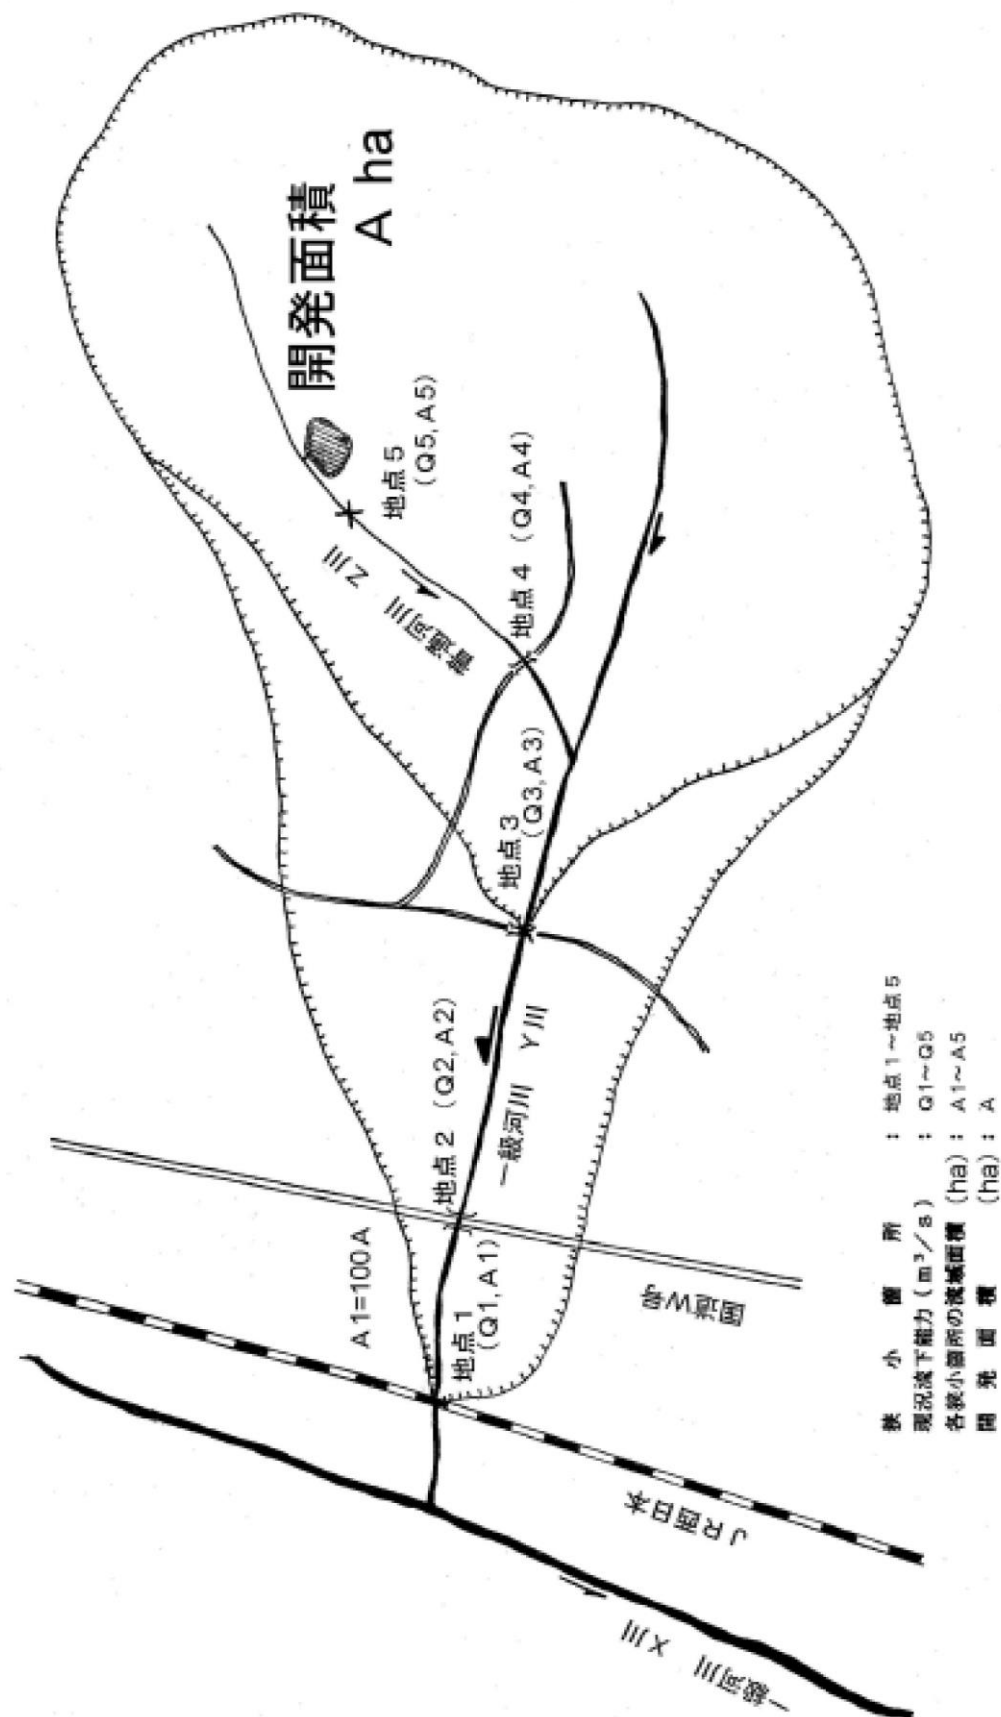 開発面積
A ha
地点5
(Q5,A5)
普通河川 Z川
地点4 (Q4,A4)
地点3
(Q3,A3)
地点2 (Q2,A2)
一級河川 Y川
A1=100A
地点1
(Q1,A1)
国道W号
JR西日本
一級河川 X川
狭小箇所 : 地点1~地点5
現況流下能力(m³/s) : Q1~Q5
各狭小箇所の流域面積(ha) : A1~A5
開発面積(ha) : A